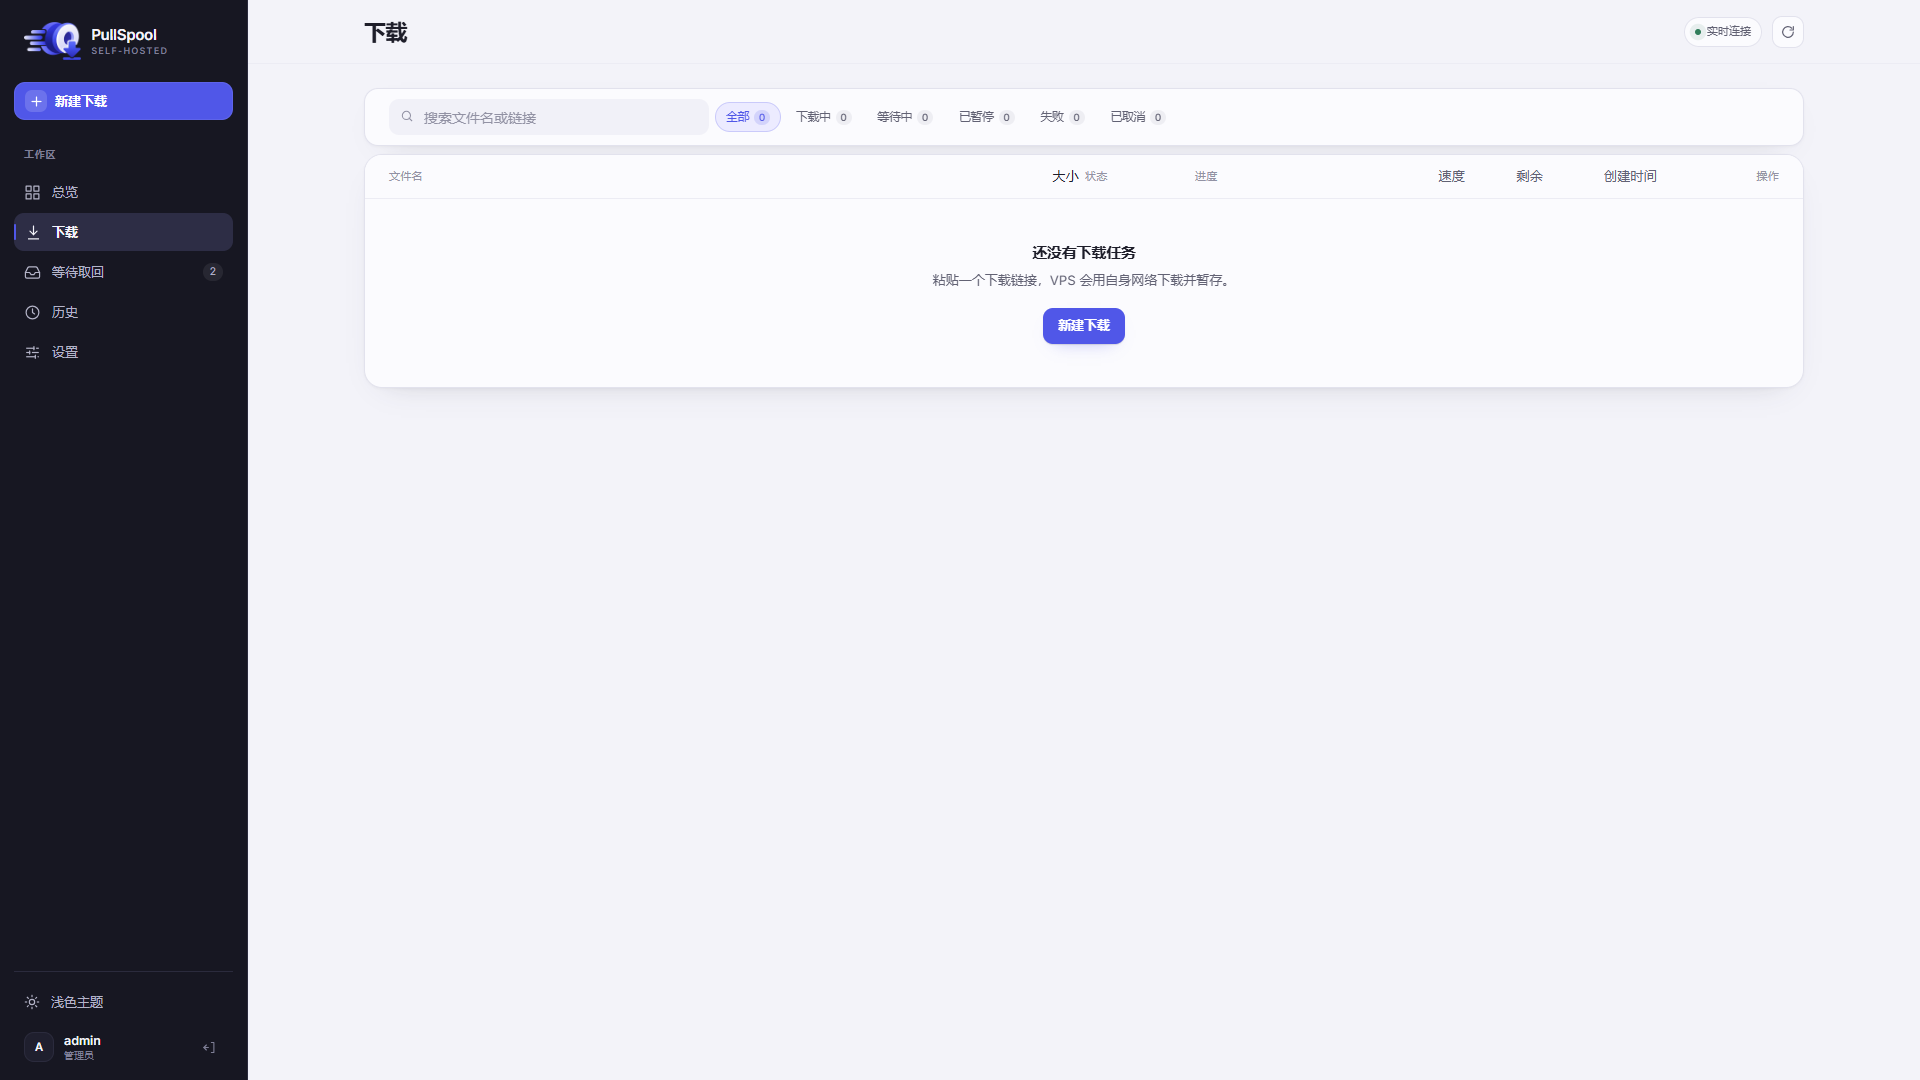 PullSpool
SELF-HOSTED
新建下载
工作区
总览
下载
等待取回 2
历史
设置
浅色主题
A
admin
管理员
下载
实时连接
搜索文件名或链接
全部 0 下载中 0 等待中 0 已暂停 0 失败 0 已取消 0
文件名 大小 状态 进度 速度 剩余 创建时间 操作
还没有下载任务
粘贴一个下载链接，VPS 会用自身网络下载并暂存。
新建下载